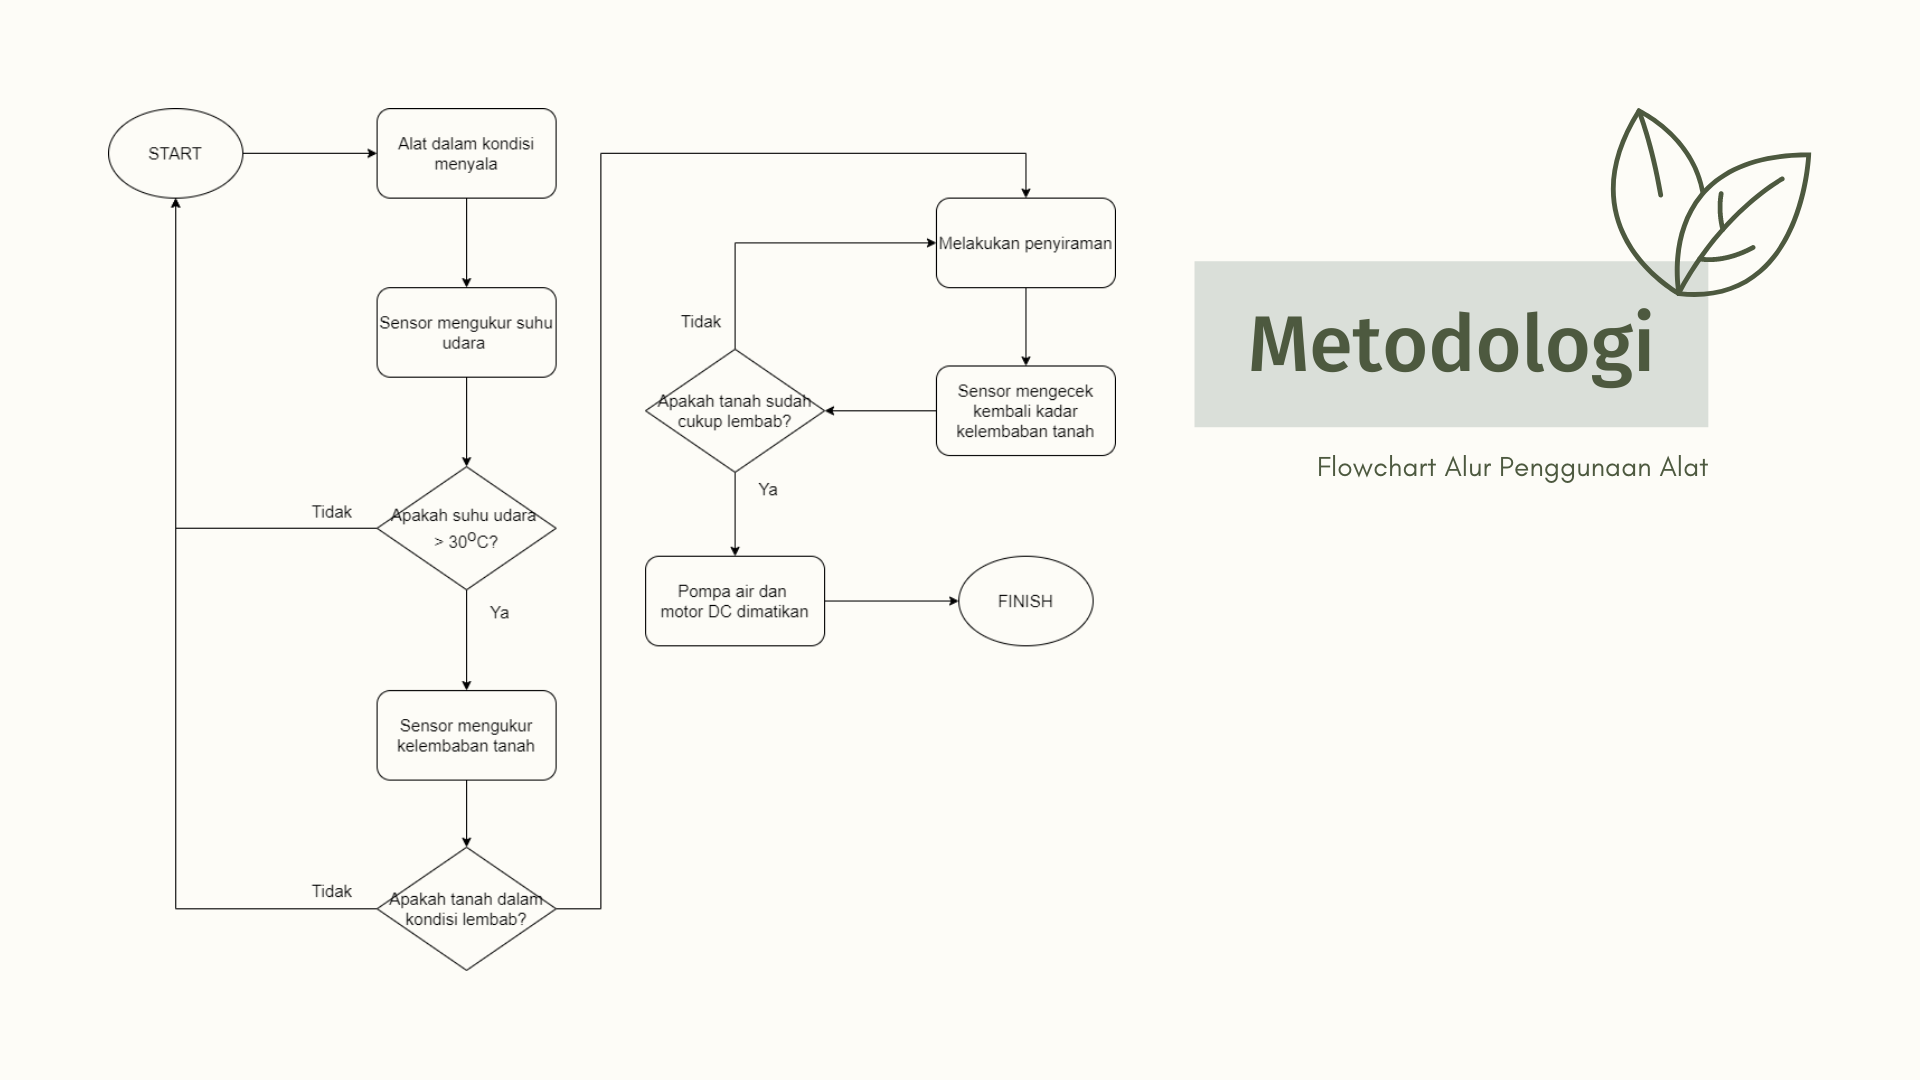 START
Alat dalam kondisi
menyala
Sensor mengukur suhu
udara
Apakah suhu udara
> 30⁰C?
Tidak
Ya
Sensor mengukur
kelembaban tanah
Apakah tanah dalam
kondisi lembab?
Tidak
Melakukan penyiraman
Sensor mengecek
kembali kadar
kelembaban tanah
Apakah tanah sudah
cukup lembab?
Tidak
Ya
Pompa air dan
motor DC dimatikan
FINISH
Metodologi
Flowchart Alur Penggunaan Alat